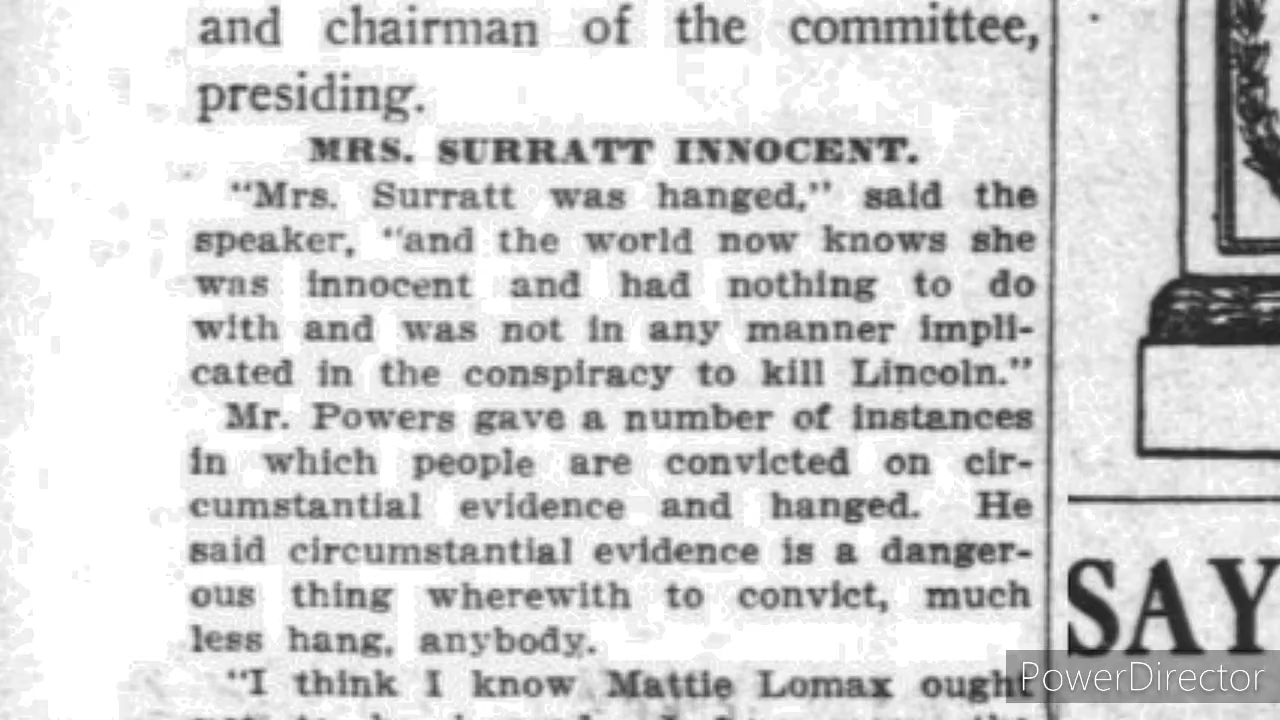 and chairman of the committee,
presiding.
MRS. SURRATT INNOCENT.
"Mrs. Surratt was hanged," said the
speaker, "and the world now knows she
was innocent and had nothing to do
with and was not in any manner impli-
cated in the conspiracy to kill Lincoln."
Mr. Powers gave a number of instances
in which people are convicted on cir-
cumstantial evidence and hanged. He
said circumstantial evidence is a danger-
ous thing wherewith to convict, much
less hang, anybody.
"I think I know Mattie Lomax ought
SAY
PowerDirector